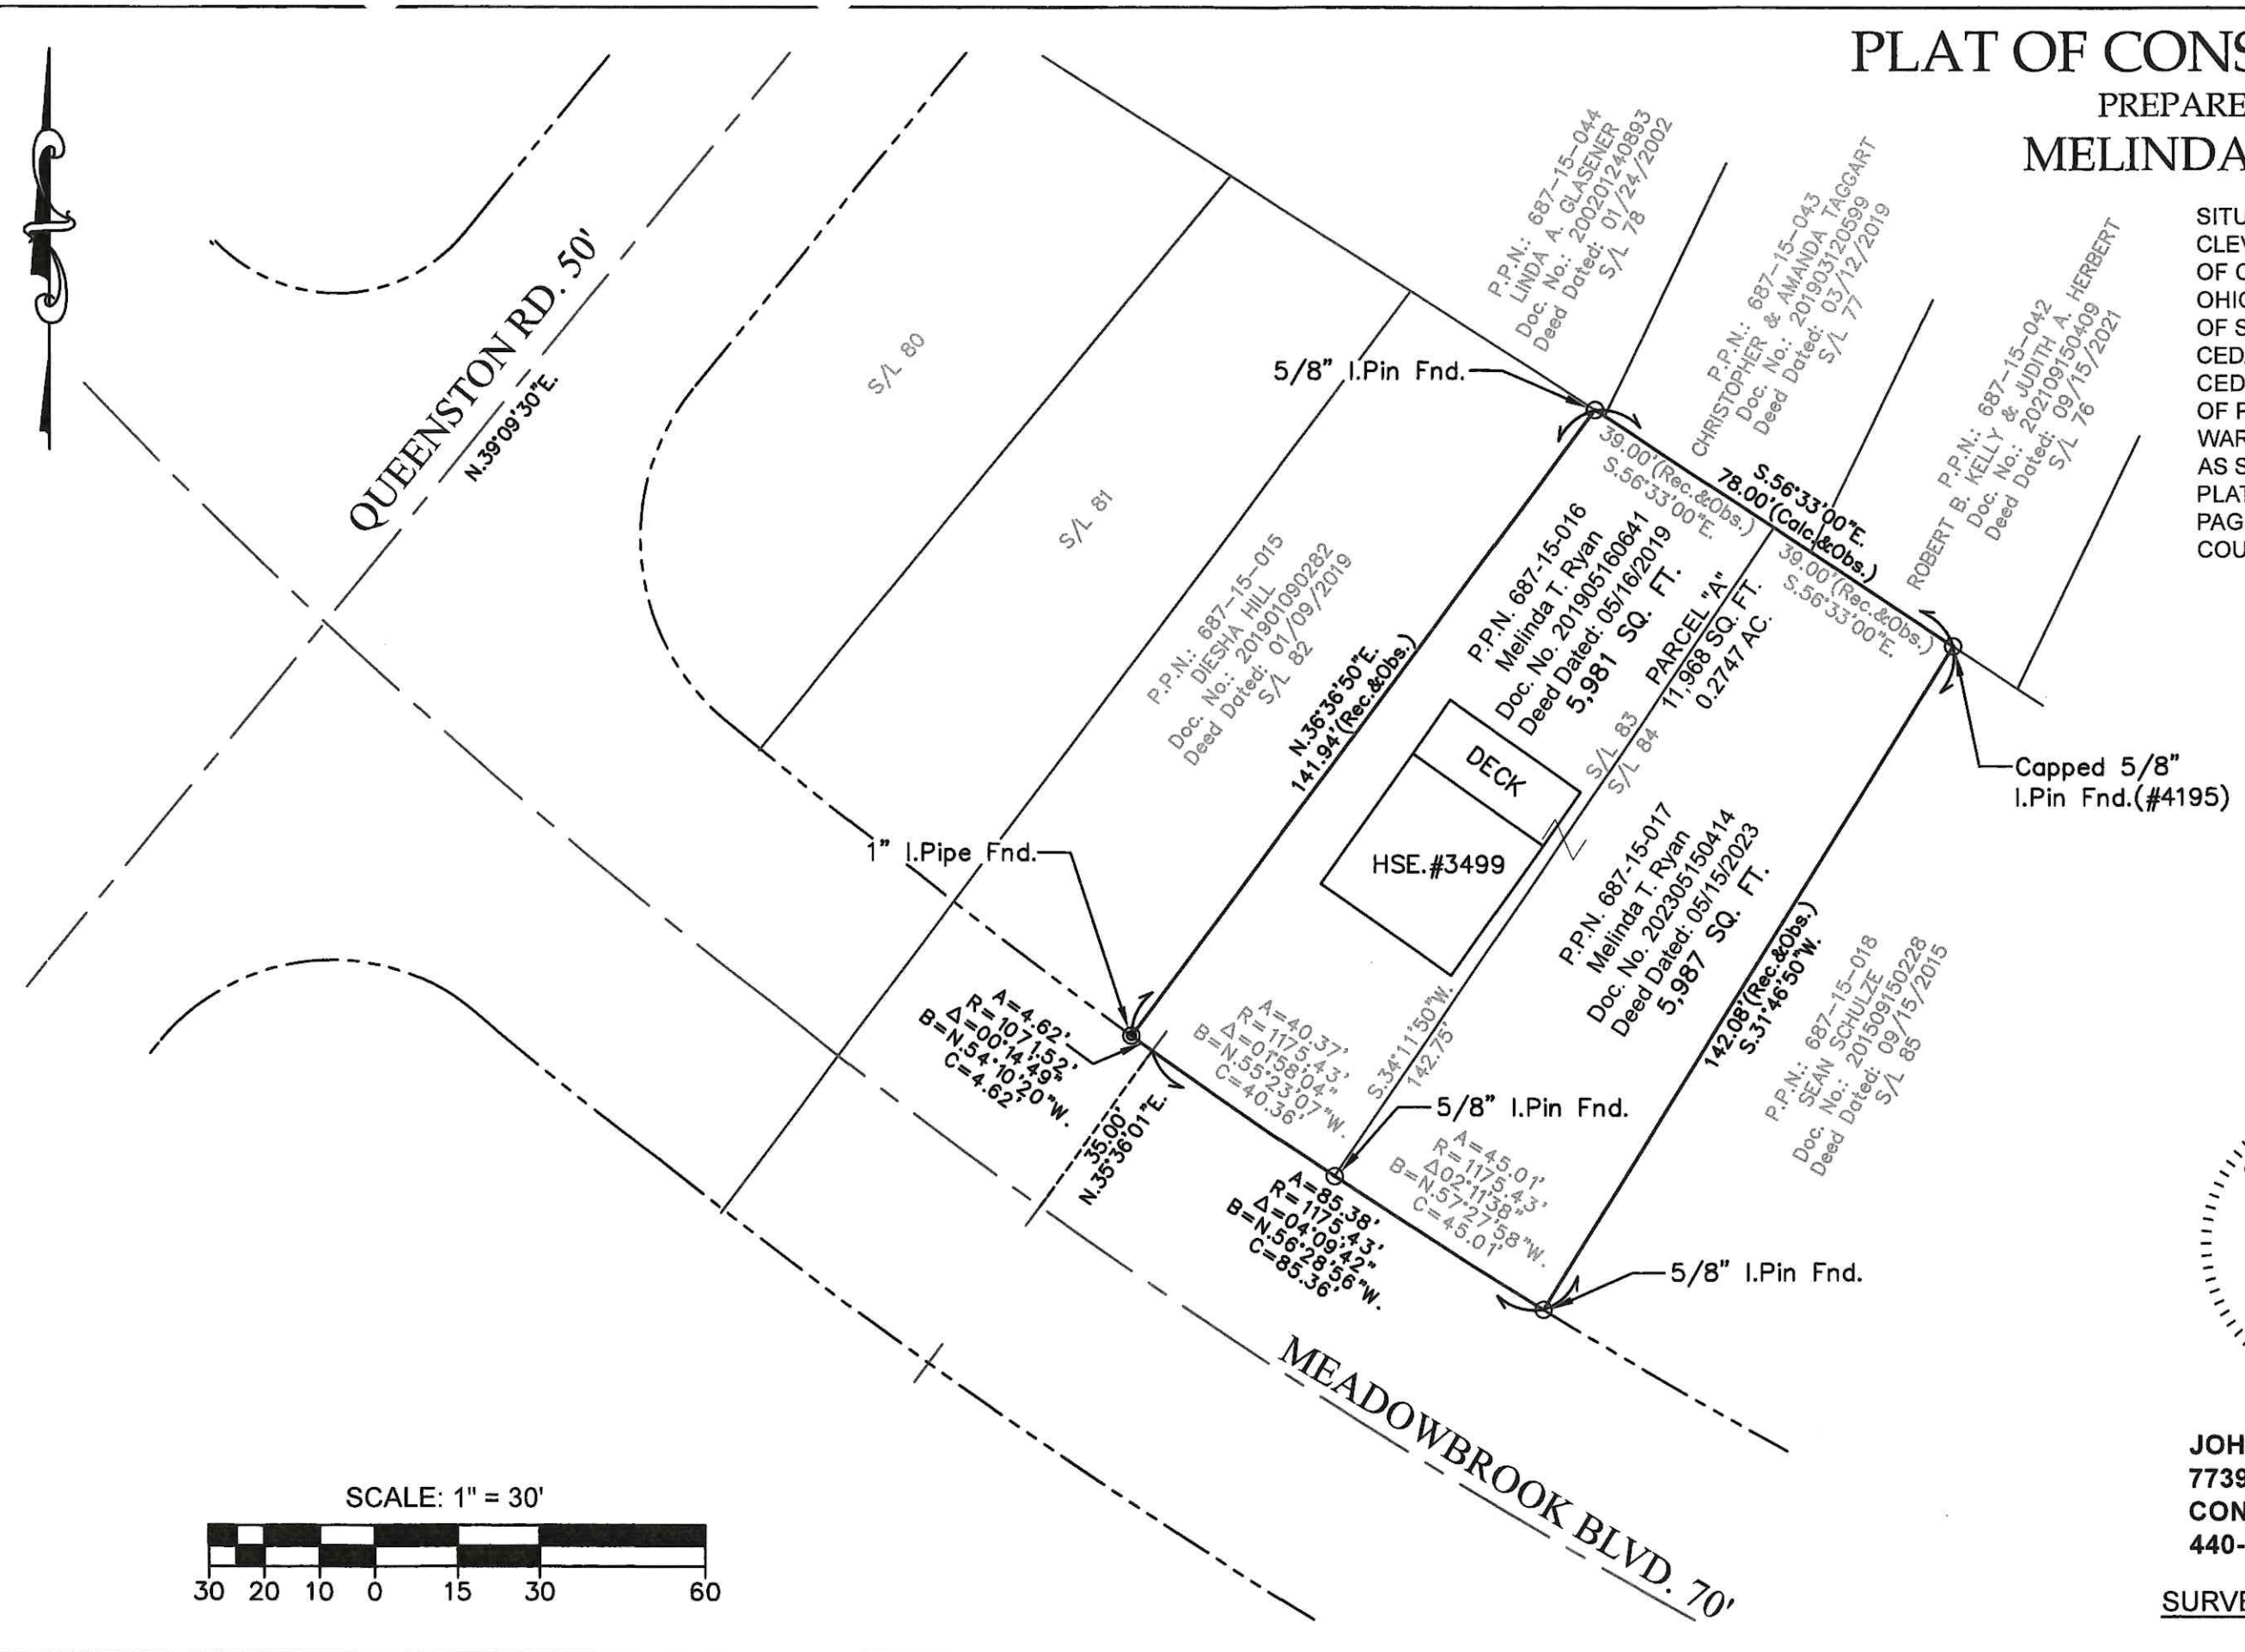 PLAT OF CONS
PREPARE
MELINDA
SITU
CLEV
OF C
OHIO
OF S
CED
CED
OF P
WAR
AS S
PLAT
PAG
COU
QUEENSTON RD. 50'
N.39°09'30"E.
S/L 80
S/L 81
P.P.N.: 687-15-015
DIESHA HILL
Doc. No.: 201901090282
Deed Dated: 01/09/2019
S/L 82
P.P.N.: 687-15-044
LINDA A. GLASENER
Doc. No.: 200201240893
Deed Dated: 01/24/2002
S/L 78
P.P.N.: 687-15-043
CHRISTOPHER & AMANDA TAGGART
Doc. No.: 201903120599
Deed Dated: 03/12/2019
S/L 77
P.P.N.: 687-15-042
ROBERT B. KELLY & JUDITH A. HERBERT
Doc. No.: 202109150409
Deed Dated: 09/15/2021
S/L 76
5/8" I.Pin Fnd.
39.00'(Rec.&Obs.)
S.56°33'00"E.
S.56°33'00"E.
78.00'(Calc.&Obs.)
39.00'(Rec.&Obs.)
S.56°33'00"E.
P.P.N. 687-15-016
Melinda T. Ryan
Doc. No. 201905160641
Deed Dated: 05/16/2019
5,981 SQ. FT.
PARCEL "A"
11,968 SQ. FT.
0.2747 AC.
N.36°36'50"E.
141.94'(Rec.&Obs.)
S/L 83
S/L 84
DECK
HSE.#3499
Capped 5/8"
I.Pin Fnd.(#4195)
1" I.Pipe Fnd.
P.P.N. 687-15-017
Melinda T. Ryan
Doc. No. 202305150414
Deed Dated: 05/15/2023
5,987 SQ. FT.
142.08'(Rec.&Obs.)
S.31°46'50"W.
P.P.N.: 687-15-018
SEAN SCHULZE
Doc. No.: 201509150228
Deed Dated: 09/15/2015
S/L 85
A=4.62'
R=1071.52'
Δ=00°14'49"
B=N.54°10'20"W.
C=4.62'
A=40.37'
R=1175.43'
Δ=01°58'04"
B=N.55°23'07"W.
C=40.36'
S.34°11'50"W.
142.75'
35.00'
N.35°36'01"E.
5/8" I.Pin Fnd.
A=45.01'
R=1175.43'
Δ02°11'38"
B=N.57°27'58"W.
C=45.01'
A=85.38'
R=1175.43'
Δ=04°09'42"
B=N.56°28'56"W.
C=85.36'
5/8" I.Pin Fnd.
MEADOWBROOK BLVD. 70'
SCALE: 1" = 30'
30 20 10 0 15 30 60
JOH
7739
CON
440-
SURVE